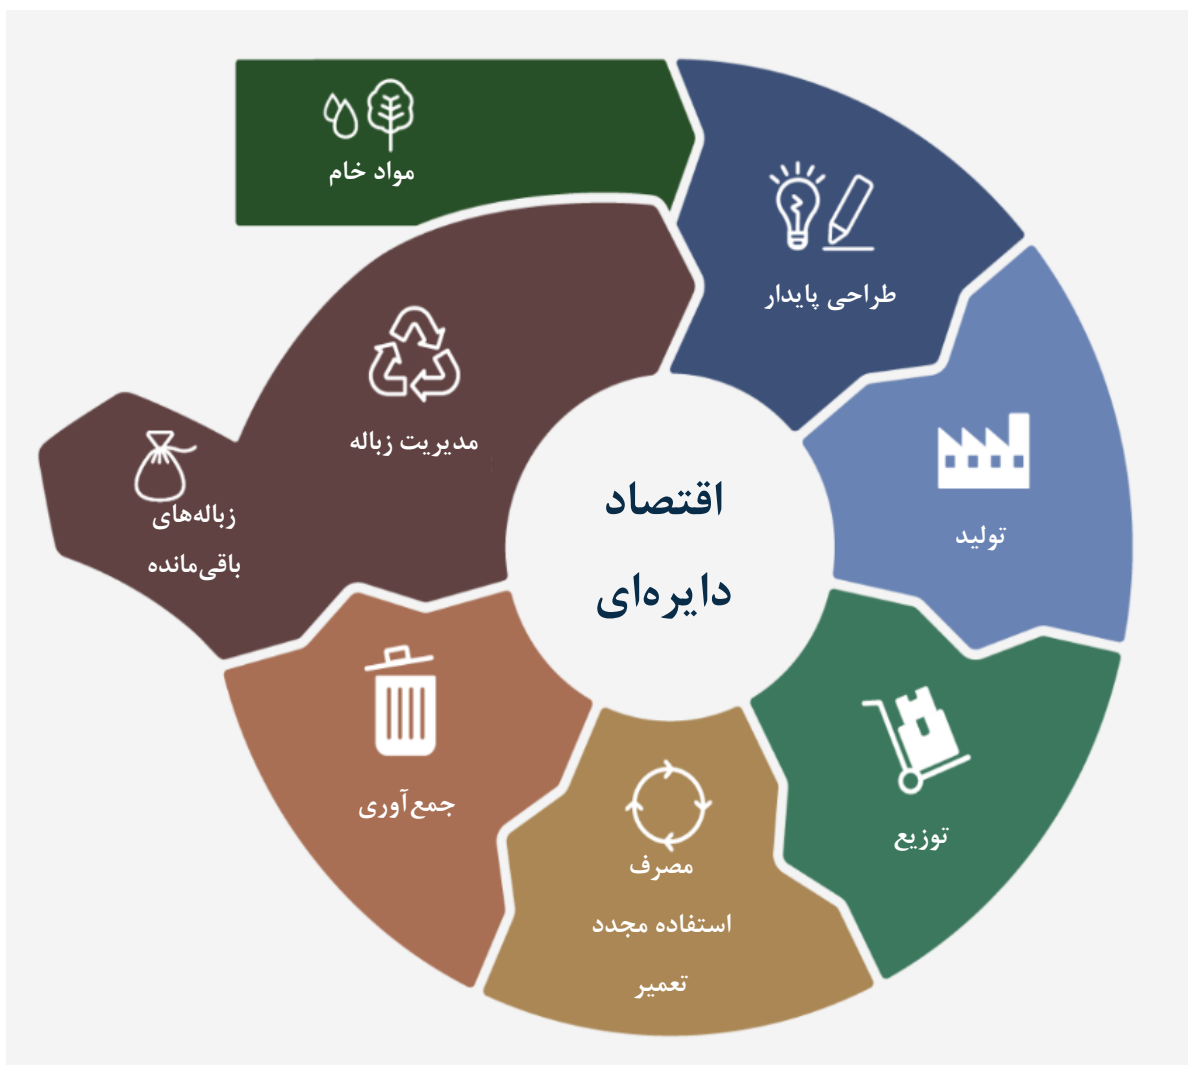 مواد خام
طراحی پایدار
تولید
توزیع
مصرف
استفاده مجدد
تعمیر
جمع‌آوری
مدیریت زباله
زباله‌های
باقی‌مانده
اقتصاد
دایره‌ای